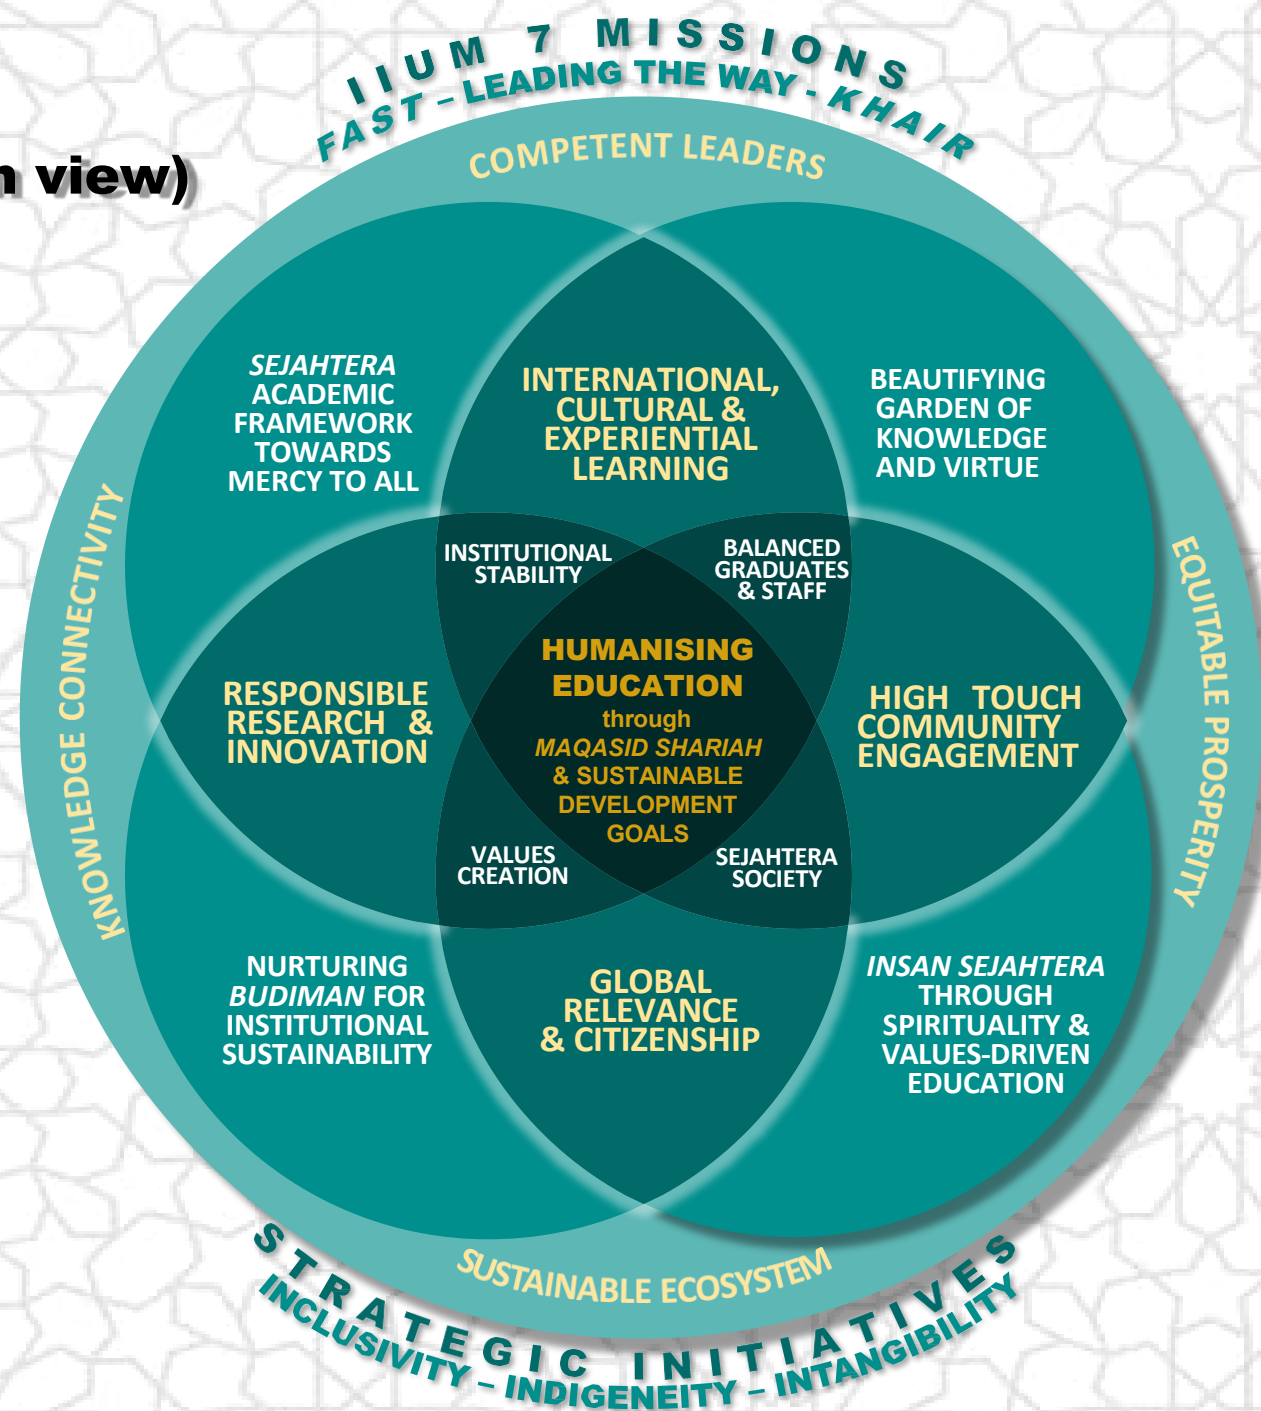 IIUM 7 MISSIONS
FAST – LEADING THE WAY - KHAIR
view)
COMPETENT LEADERS
SEJAHTERA
ACADEMIC
FRAMEWORK
TOWARDS
MERCY TO ALL
INTERNATIONAL,
CULTURAL &
EXPERIENTIAL
LEARNING
BEAUTIFYING
GARDEN OF
KNOWLEDGE
AND VIRTUE
KNOWLEDGE CONNECTIVITY
EQUITABLE PROSPERITY
INSTITUTIONAL
STABILITY
BALANCED
GRADUATES
& STAFF
RESPONSIBLE
RESEARCH &
INNOVATION
HUMANISING
EDUCATION
through
MAQASID SHARIAH
& SUSTAINABLE
DEVELOPMENT
GOALS
HIGH TOUCH
COMMUNITY
ENGAGEMENT
VALUES
CREATION
SEJAHTERA
SOCIETY
NURTURING
BUDIMAN FOR
INSTITUTIONAL
SUSTAINABILITY
GLOBAL
RELEVANCE
& CITIZENSHIP
INSAN SEJAHTERA
THROUGH
SPIRITUALITY &
VALUES-DRIVEN
EDUCATION
SUSTAINABLE ECOSYSTEM
STRATEGIC INITIATIVES
INCLUSIVITY – INDIGENEITY – INTANGIBILITY